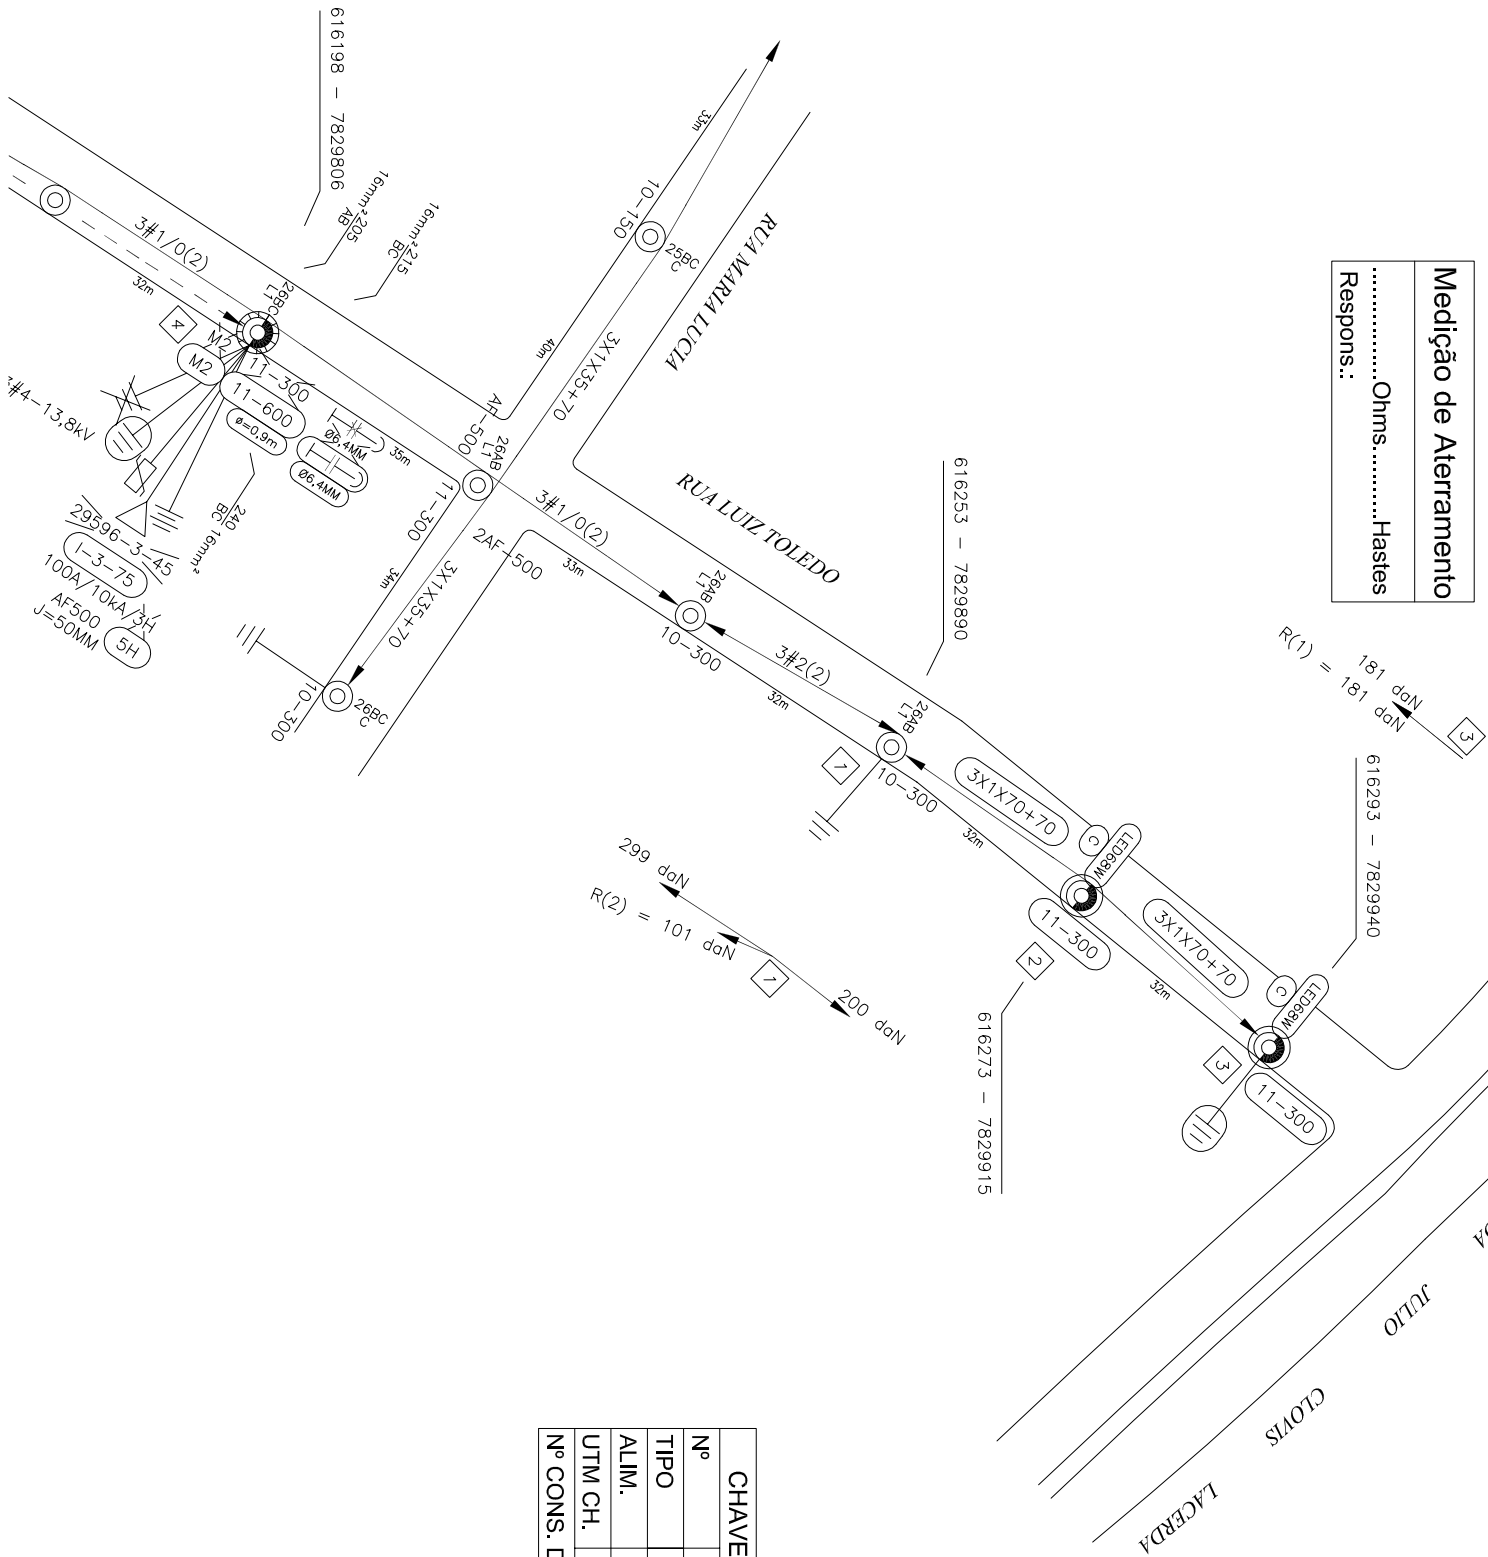 Medição de Aterramento
..............Ohms...........Hastes
Respons.:
616198 - 7829806
16mm² 205
AB
16mm² 215
BC
3#1/0(2)
32m
4
26BC
L1
M2
M2
11-300
11-600
ø=0,9m
Ø6,4MM
Ø6,4MM
35m
3#4-13,8kV
240 16mm²
BC
29596-3-45
I-3-75
100A/10kA/3H
AF500
J=50MM
5H
33m
10-150
25BC
C
RUA MARIA LUCIA
40m
3X1X35+70
AF-500
26AB
L1
11-300
34m
3X1X35+70
2AF-500
33m
3#1/0(2)
10-300
26BC
C
RUA LUIZ TOLEDO
26AB
L1
10-300
3#2(2)
32m
616253 - 7829890
26AB
L1
10-300
1
3X1X70+70
32m
C
LED68W
11-300
2
616273 - 7829915
3X1X70+70
32m
C
LED68W
3
11-300
616293 - 7829940
181 daN
R(1) = 181 daN
3
299 daN
R(2) = 101 daN
1
200 daN
DA
JULIO
CLOVIS
LACERDA
CHAVE
Nº
TIPO
ALIM.
UTM CH.
Nº CONS. D